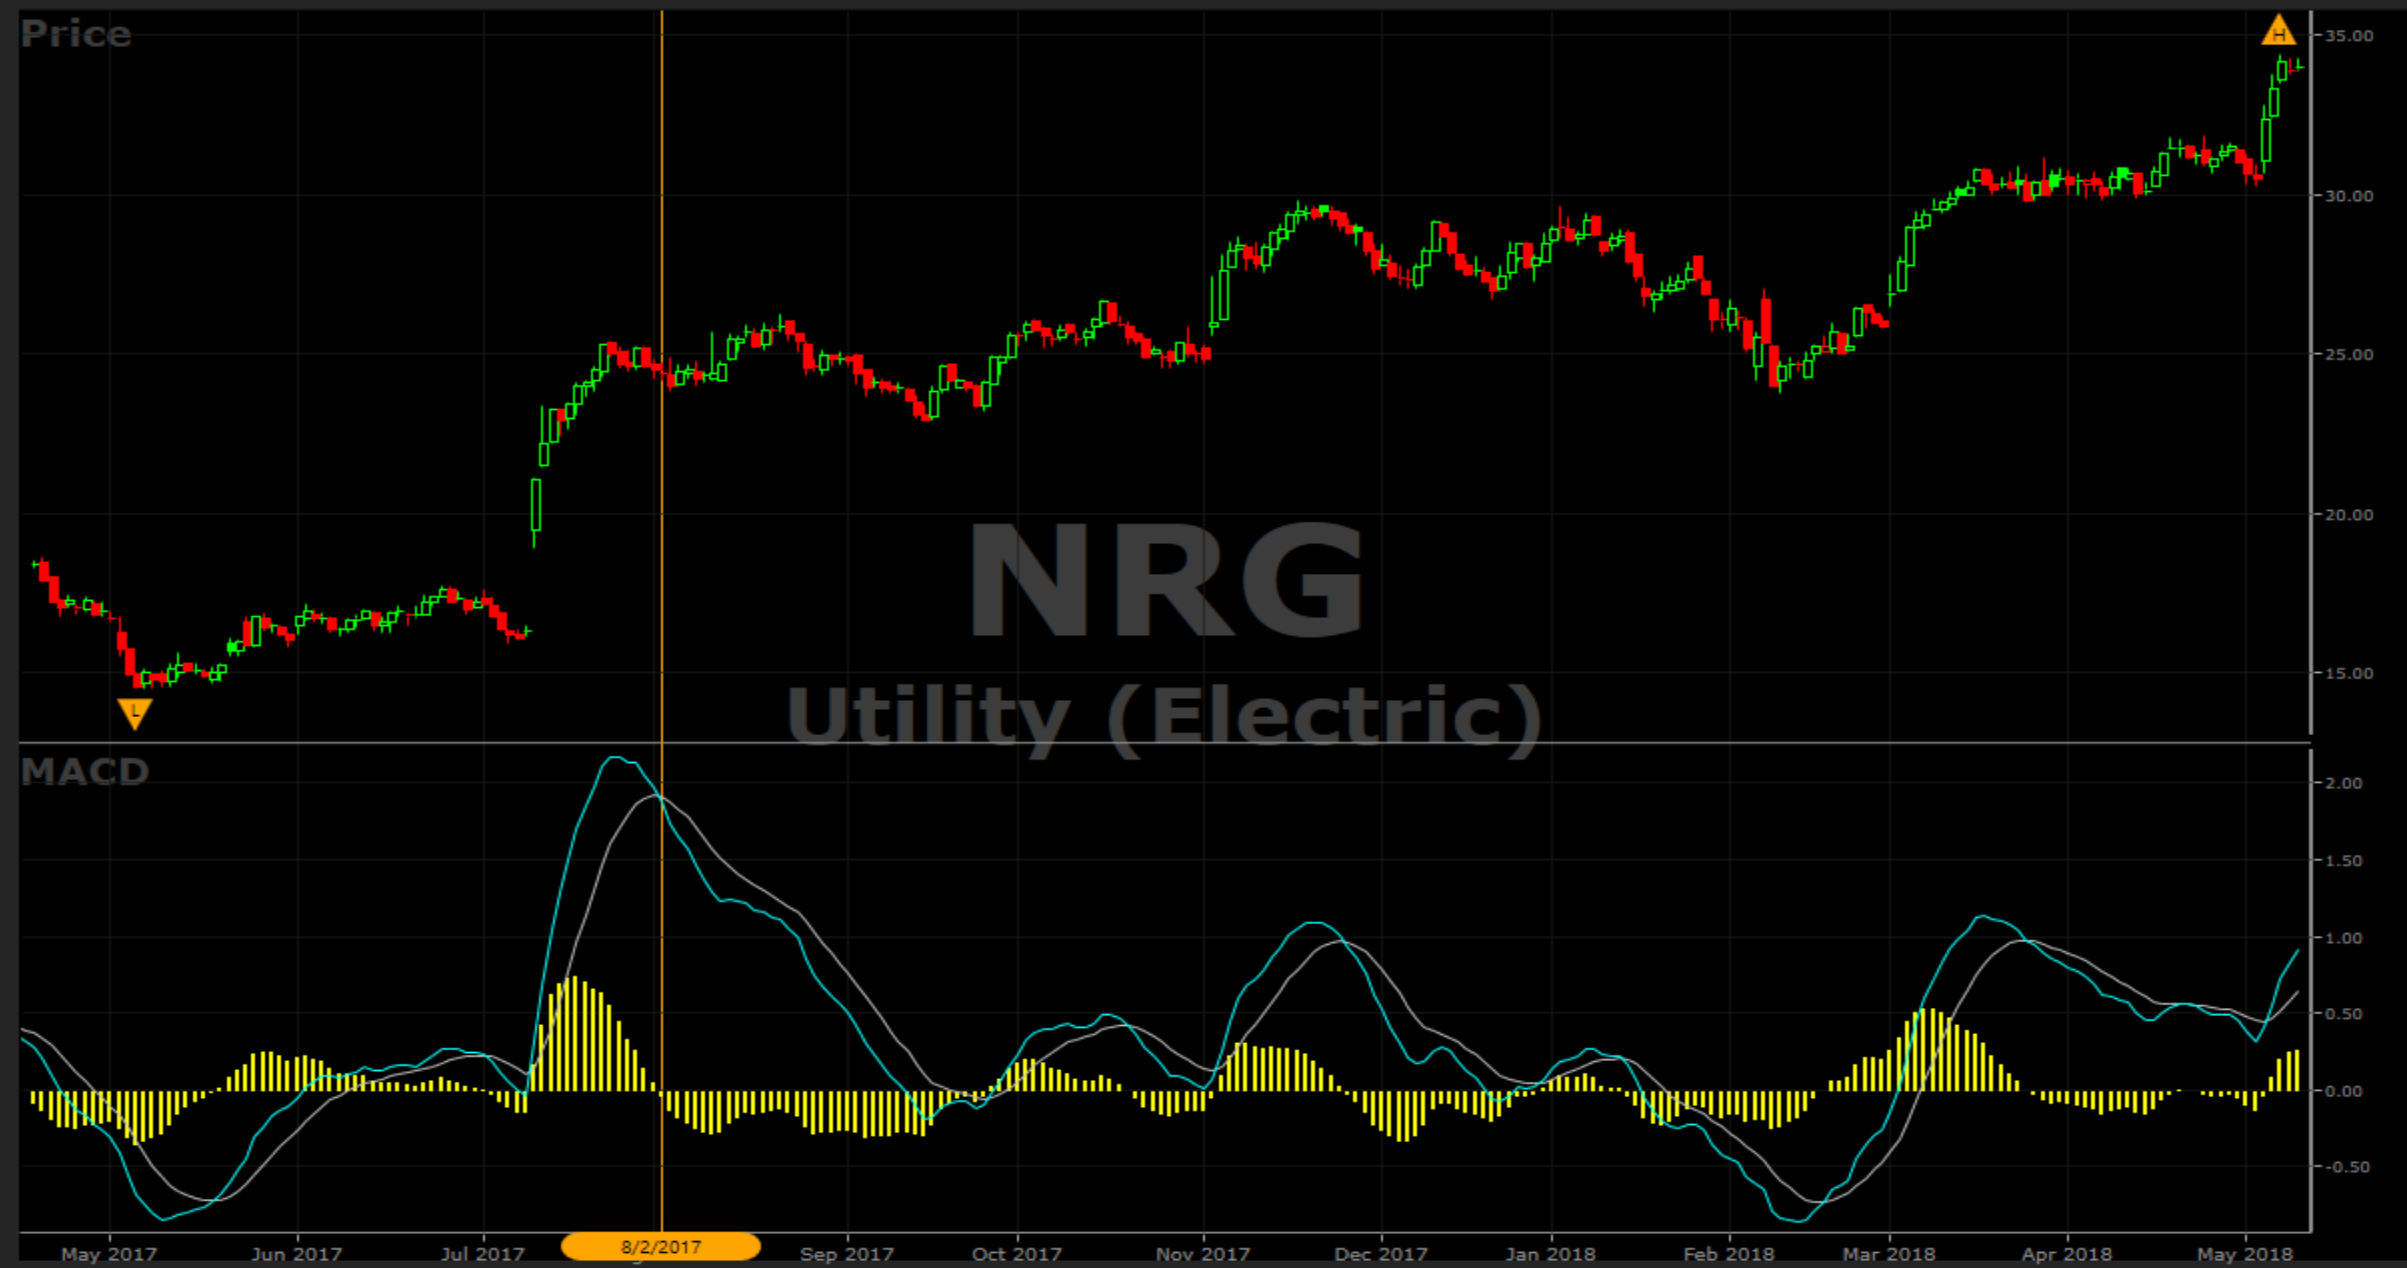 Price
H
35.00
30.00
25.00
20.00
15.00
NRG
Utility (Electric)
L
MACD
2.00
1.50
1.00
0.50
0.00
-0.50
May 2017 Jun 2017 Jul 2017 8/2/2017 Sep 2017 Oct 2017 Nov 2017 Dec 2017 Jan 2018 Feb 2018 Mar 2018 Apr 2018 May 2018